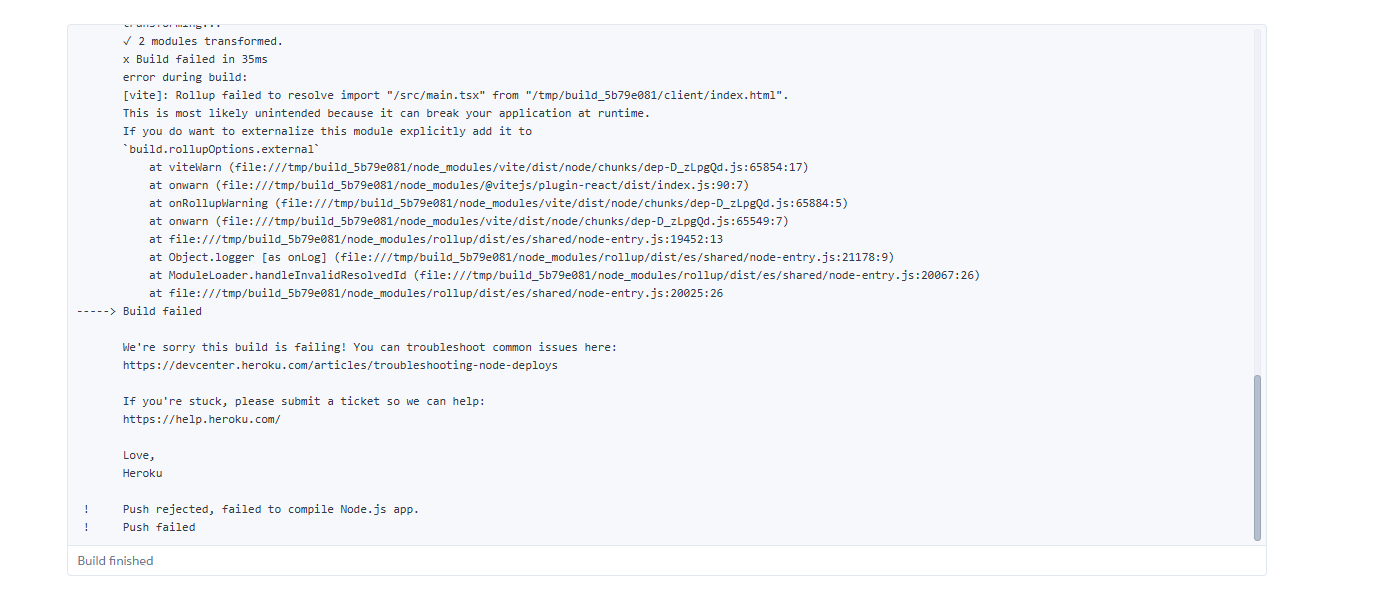 ✓ 2 modules transformed.
x Build failed in 35ms
error during build:
[vite]: Rollup failed to resolve import "/src/main.tsx" from "/tmp/build_5b79e081/client/index.html".
This is most likely unintended because it can break your application at runtime.
If you do want to externalize this module explicitly add it to
`build.rollupOptions.external`
at viteWarn (file:///tmp/build_5b79e081/node_modules/vite/dist/node/chunks/dep-D_zLpgQd.js:65854:17)
at onwarn (file:///tmp/build_5b79e081/node_modules/@vitejs/plugin-react/dist/index.js:90:7)
at onRollupWarning (file:///tmp/build_5b79e081/node_modules/vite/dist/node/chunks/dep-D_zLpgQd.js:65884:5)
at onwarn (file:///tmp/build_5b79e081/node_modules/vite/dist/node/chunks/dep-D_zLpgQd.js:65549:7)
at file:///tmp/build_5b79e081/node_modules/rollup/dist/es/shared/node-entry.js:19452:13
at Object.logger [as onLog] (file:///tmp/build_5b79e081/node_modules/rollup/dist/es/shared/node-entry.js:21178:9)
at ModuleLoader.handleInvalidResolvedId (file:///tmp/build_5b79e081/node_modules/rollup/dist/es/shared/node-entry.js:20067:26)
at file:///tmp/build_5b79e081/node_modules/rollup/dist/es/shared/node-entry.js:20025:26
-----> Build failed
We're sorry this build is failing! You can troubleshoot common issues here:
https://devcenter.heroku.com/articles/troubleshooting-node-deploys
If you're stuck, please submit a ticket so we can help:
https://help.heroku.com/
Love,
Heroku
! Push rejected, failed to compile Node.js app.
! Push failed
Build finished